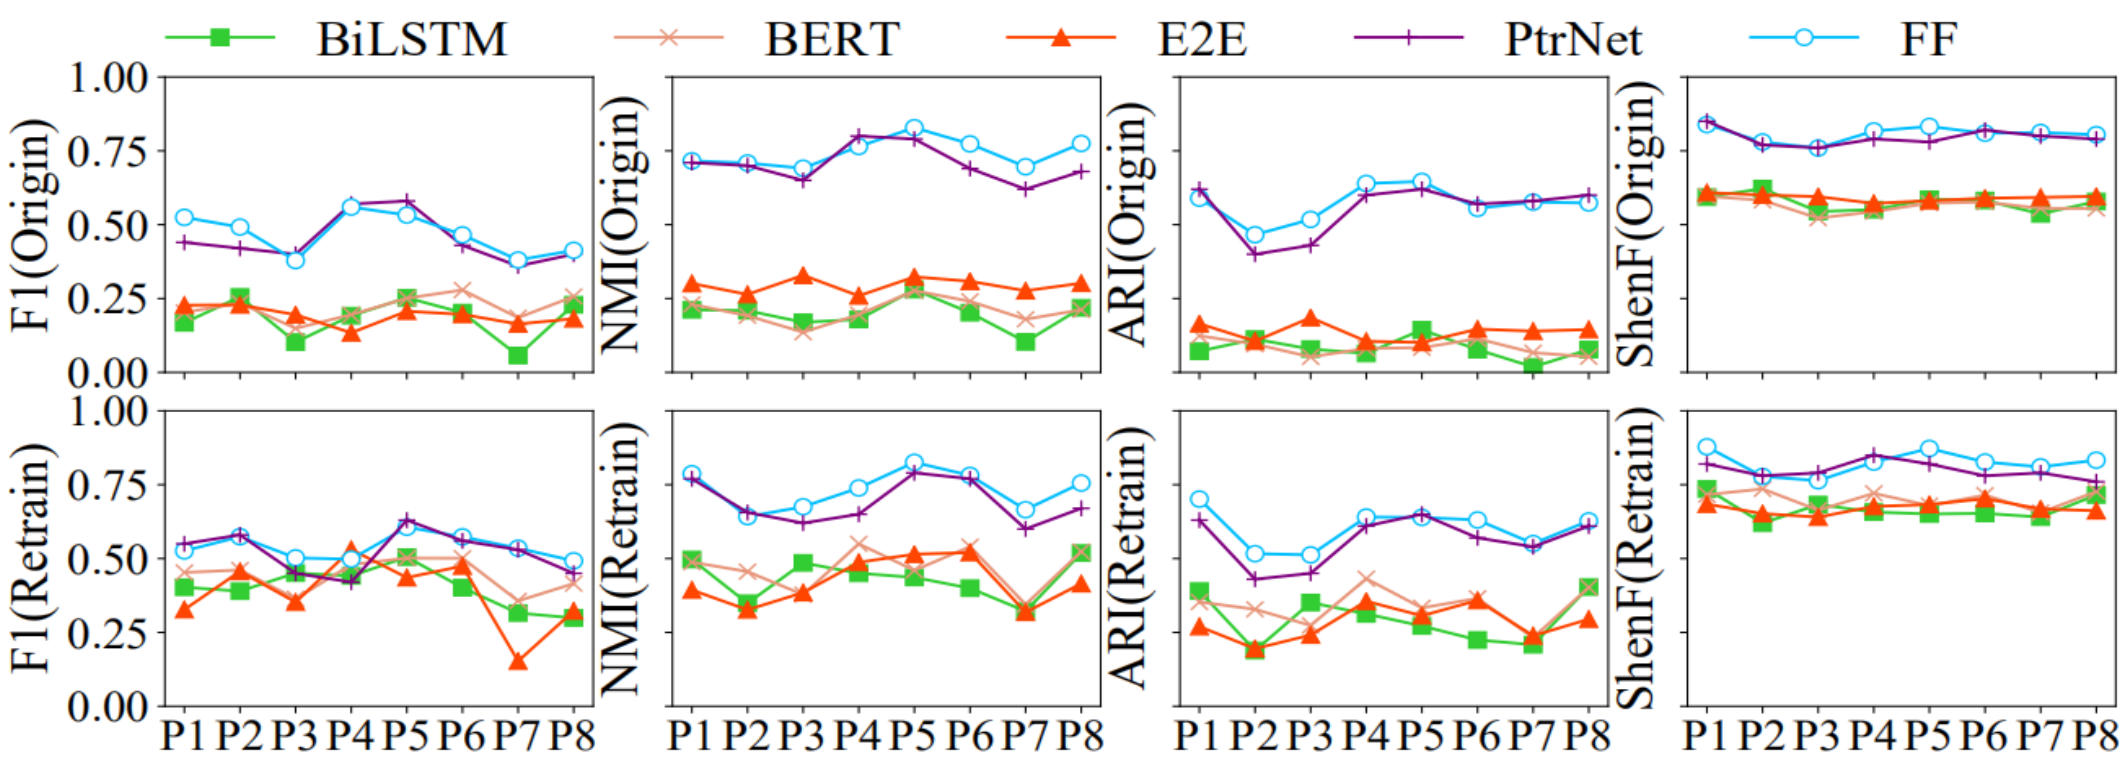 BiLSTM BERT E2E PtrNet FF
F1(Origin)
1.00
0.75
0.50
0.25
0.00
NMI(Origin)
ARI(Origin)
ShenF(Origin)
F1(Retrain)
1.00
0.75
0.50
0.25
0.00
P1 P2 P3 P4 P5 P6 P7 P8
NMI(Retrain)
P1 P2 P3 P4 P5 P6 P7 P8
ARI(Retrain)
P1 P2 P3 P4 P5 P6 P7 P8
ShenF(Retrain)
P1 P2 P3 P4 P5 P6 P7 P8